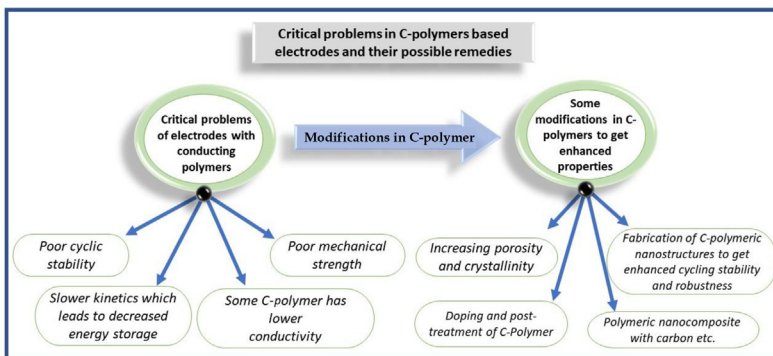 Critical problems in C-polymers based
electrodes and their possible remedies
Critical problems
of electrodes with
conducting
polymers
Modifications in C-polymer
Some
modifications in C-
polymers to get
enhanced
properties
Poor cyclic
stability
Poor mechanical
strength
Slower kinetics which
leads to decreased
energy storage
Some C-polymer has
lower
conductivity
Increasing porosity
and crystallinity
Fabrication of C-polymeric
nanostructures to get
enhanced cycling stability
and robustness
Doping and post-
treatment of C-Polymer
Polymeric nanocomposite
with carbon etc.